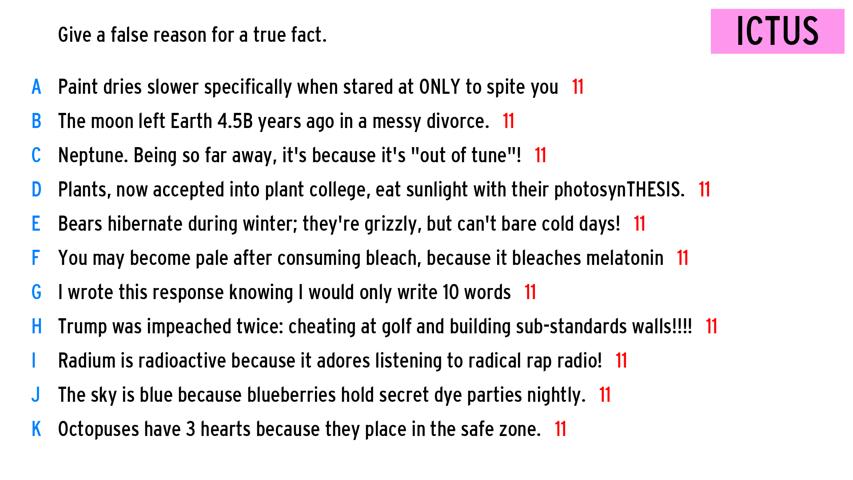 Give a false reason for a true fact.
ICTUS
A Paint dries slower specifically when stared at ONLY to spite you 11
B The moon left Earth 4.5B years ago in a messy divorce. 11
C Neptune. Being so far away, it's because it's "out of tune"! 11
D Plants, now accepted into plant college, eat sunlight with their photosynTHESIS. 11
E Bears hibernate during winter; they're grizzly, but can't bare cold days! 11
F You may become pale after consuming bleach, because it bleaches melatonin 11
G I wrote this response knowing I would only write 10 words 11
H Trump was impeached twice: cheating at golf and building sub-standards walls!!!! 11
I Radium is radioactive because it adores listening to radical rap radio! 11
J The sky is blue because blueberries hold secret dye parties nightly. 11
K Octopuses have 3 hearts because they place in the safe zone. 11